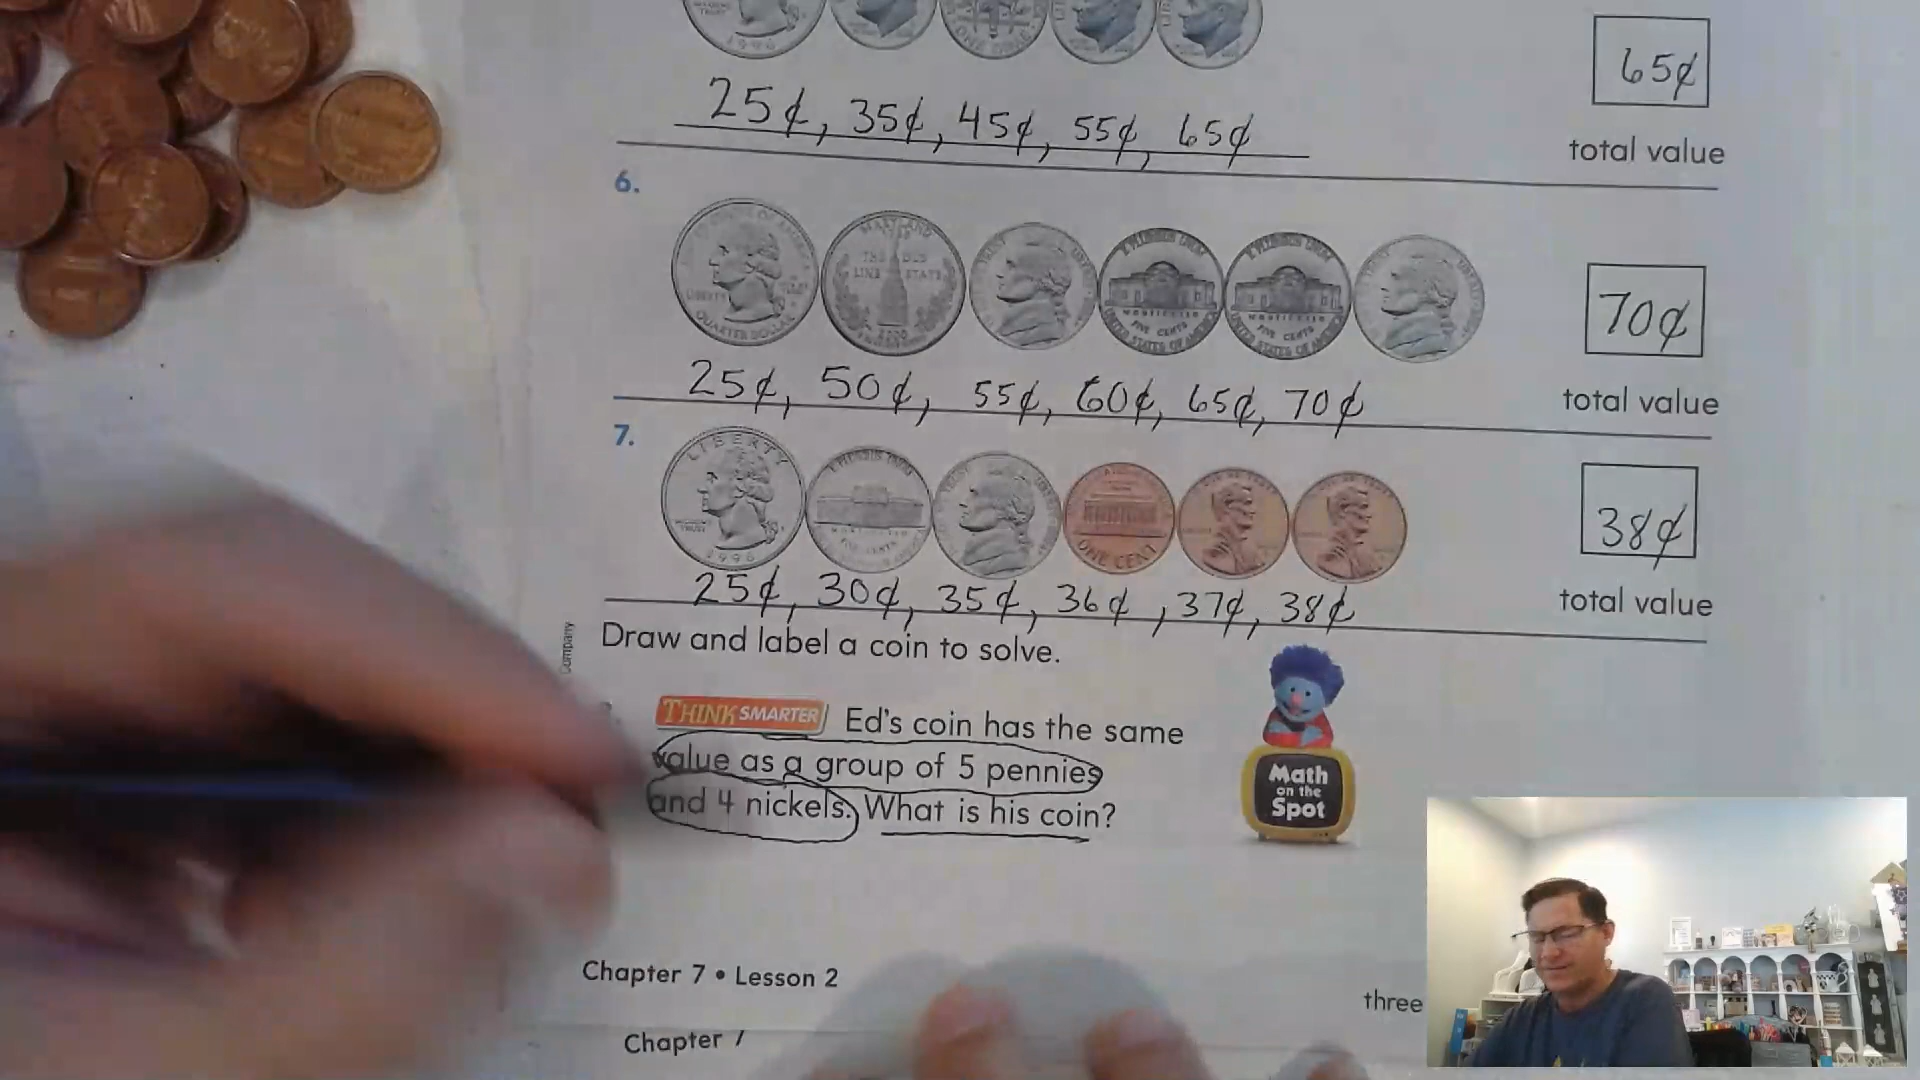 65¢
25¢, 35¢, 45¢, 55¢, 65¢
total value
6.
70¢
25¢, 50¢, 55¢, 60¢, 65¢, 70¢
total value
7.
38¢
25¢, 30¢, 35¢, 36¢, 37¢, 38¢
total value
Company
Draw and label a coin to solve.
THINK SMARTER Ed's coin has the same
value as a group of 5 pennies
and 4 nickels. What is his coin?
Math
on the
Spot
Chapter 7 • Lesson 2
three
Chapter 7